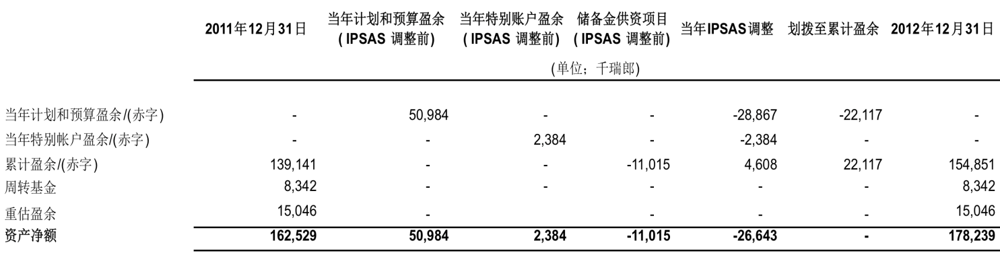 2011年12月31日 当年计划和预算盈余 (IPSAS 调整前) 当年特别账户盈余 (IPSAS 调整前) 储备金供资项目 (IPSAS 调整前) 当年IPSAS调整 划拨至累计盈余 2012年12月31日
(单位；千瑞郎)
当年计划和预算盈余/(赤字) - 50,984 - - -28,867 -22,117 -
当年特别帐户盈余/(赤字) - - 2,384 - -2,384 - -
累计盈余/(赤字) 139,141 - - -11,015 4,608 22,117 154,851
周转基金 8,342 - - - - - 8,342
重估盈余 15,046 - - - - 15,046
资产净额 162,529 50,984 2,384 -11,015 -26,643 - 178,239